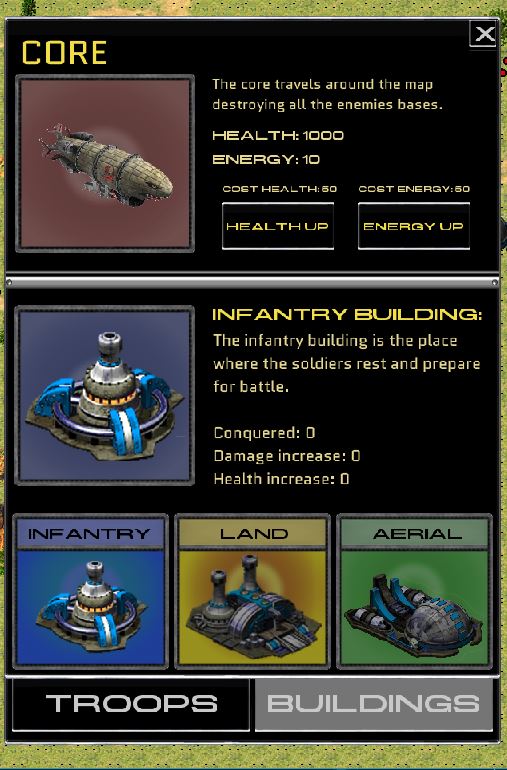 X
CORE
The core travels around the map
destroying all the enemies bases.
HEALTH: 1000
ENERGY: 10
COST HEALTH: 50 COST ENERGY: 50
HEALTH UP ENERGY UP
INFANTRY BUILDING:
The infantry building is the place
where the soldiers rest and prepare
for battle.
Conquered: 0
Damage increase: 0
Health increase: 0
INFANTRY LAND AERIAL
TROOPS BUILDINGS